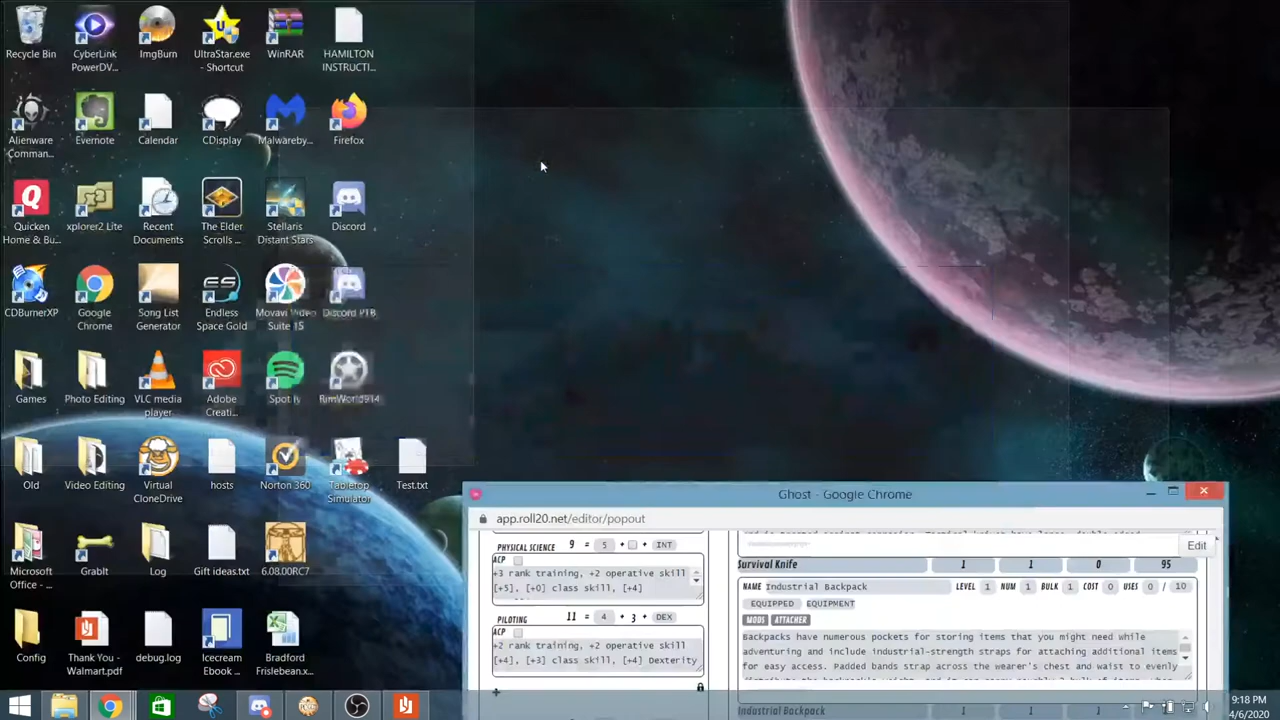 Recycle Bin
CyberLink
PowerDV...
ImgBurn
UltraStar.exe
- Shortcut
WinRAR
HAMILTON
INSTRUCTI...
Alienware
Comman...
Evernote
Calendar
CDisplay
Malwareby...
Firefox
Quicken
Home & Bu...
xplorer2 Lite
Recent
Documents
The Elder
Scrolls ...
Stellaris
Distant Stars
Discord
CDBurnerXP
Google
Chrome
Song List
Generator
Endless
Space Gold
Movavi Video
Suite 15
Discord PTB
Games
Photo Editing
VLC media
player
Adobe
Creati...
Spotify
RimWorld914
Old
Video Editing
Virtual
CloneDrive
hosts
Norton 360
Tabletop
Simulator
Test.txt
Microsoft
Office - ...
GrabIt
Log
Gift ideas.txt
6.08.00RC7
Config
Thank You -
Walmart.pdf
debug.log
Icecream
Ebook ...
Bradford
Frislebean.x...
Ghost - Google Chrome
app.roll20.net/editor/popout
Edit
PHYSICAL SCIENCE 9 = 5 + + INT
ACP
+3 rank training, +2 operative skill
[+5], [+0] class skill, [+4]
PILOTING 11 = 4 + 3 + DEX
ACP
+2 rank training, +2 operative skill
[+4], [+3] class skill, [+4] Dexterity
Survival Knife 1 1 0 95
NAME Industrial Backpack LEVEL 1 NUM 1 BULK 1 COST 0 USES 0 / 10
EQUIPPED EQUIPMENT
MODS ATTACHER
Backpacks have numerous pockets for storing items that you might need while
adventuring and include industrial-strength straps for attaching additional items
for easy access. Padded bands strap across the wearer's chest and waist to evenly
Industrial Backpack 1 1 1
9:18 PM
4/6/2020